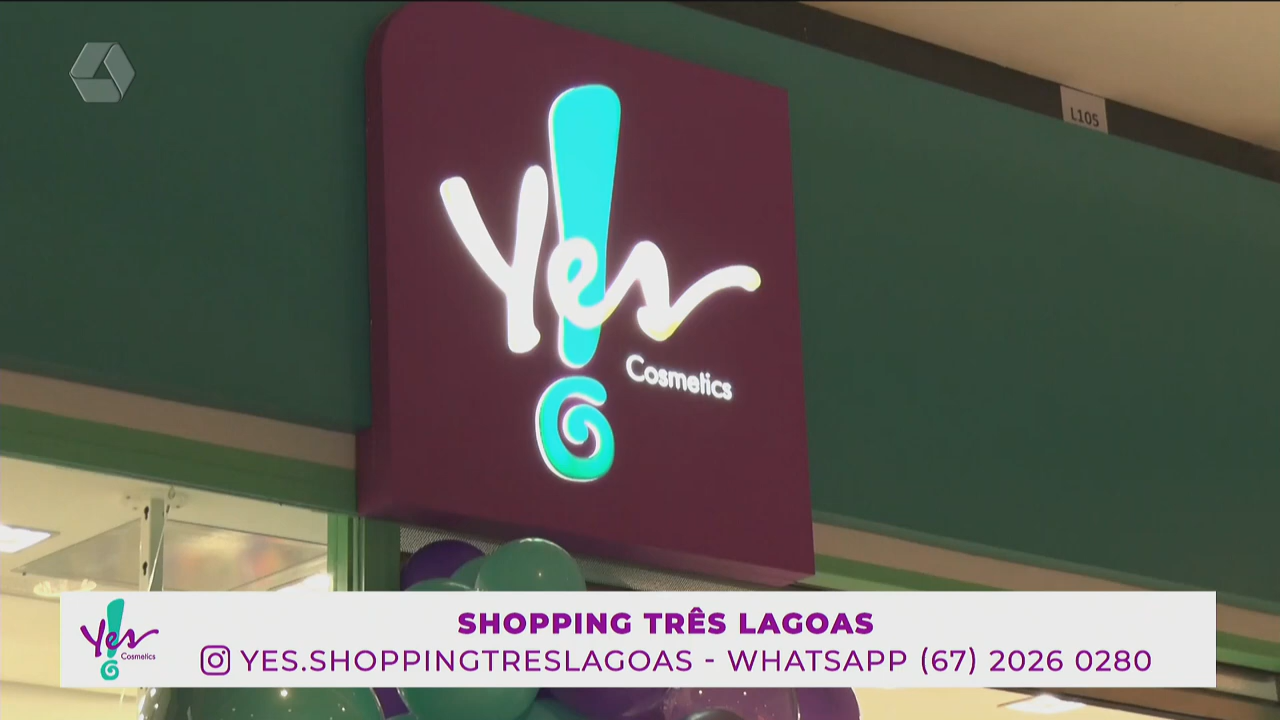 L105
Yes!
Cosmetics
SHOPPING TRÊS LAGOAS
Yes!
Cosmetics
YES.SHOPPINGTRESLAGOAS - WHATSAPP (67) 2026 0280